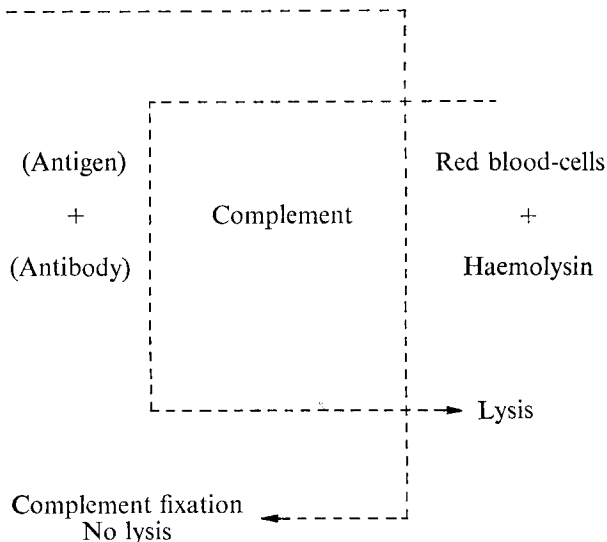 (Antigen)
+
(Antibody)
Complement
Red blood-cells
+
Haemolysin
Lysis
Complement fixation
No lysis